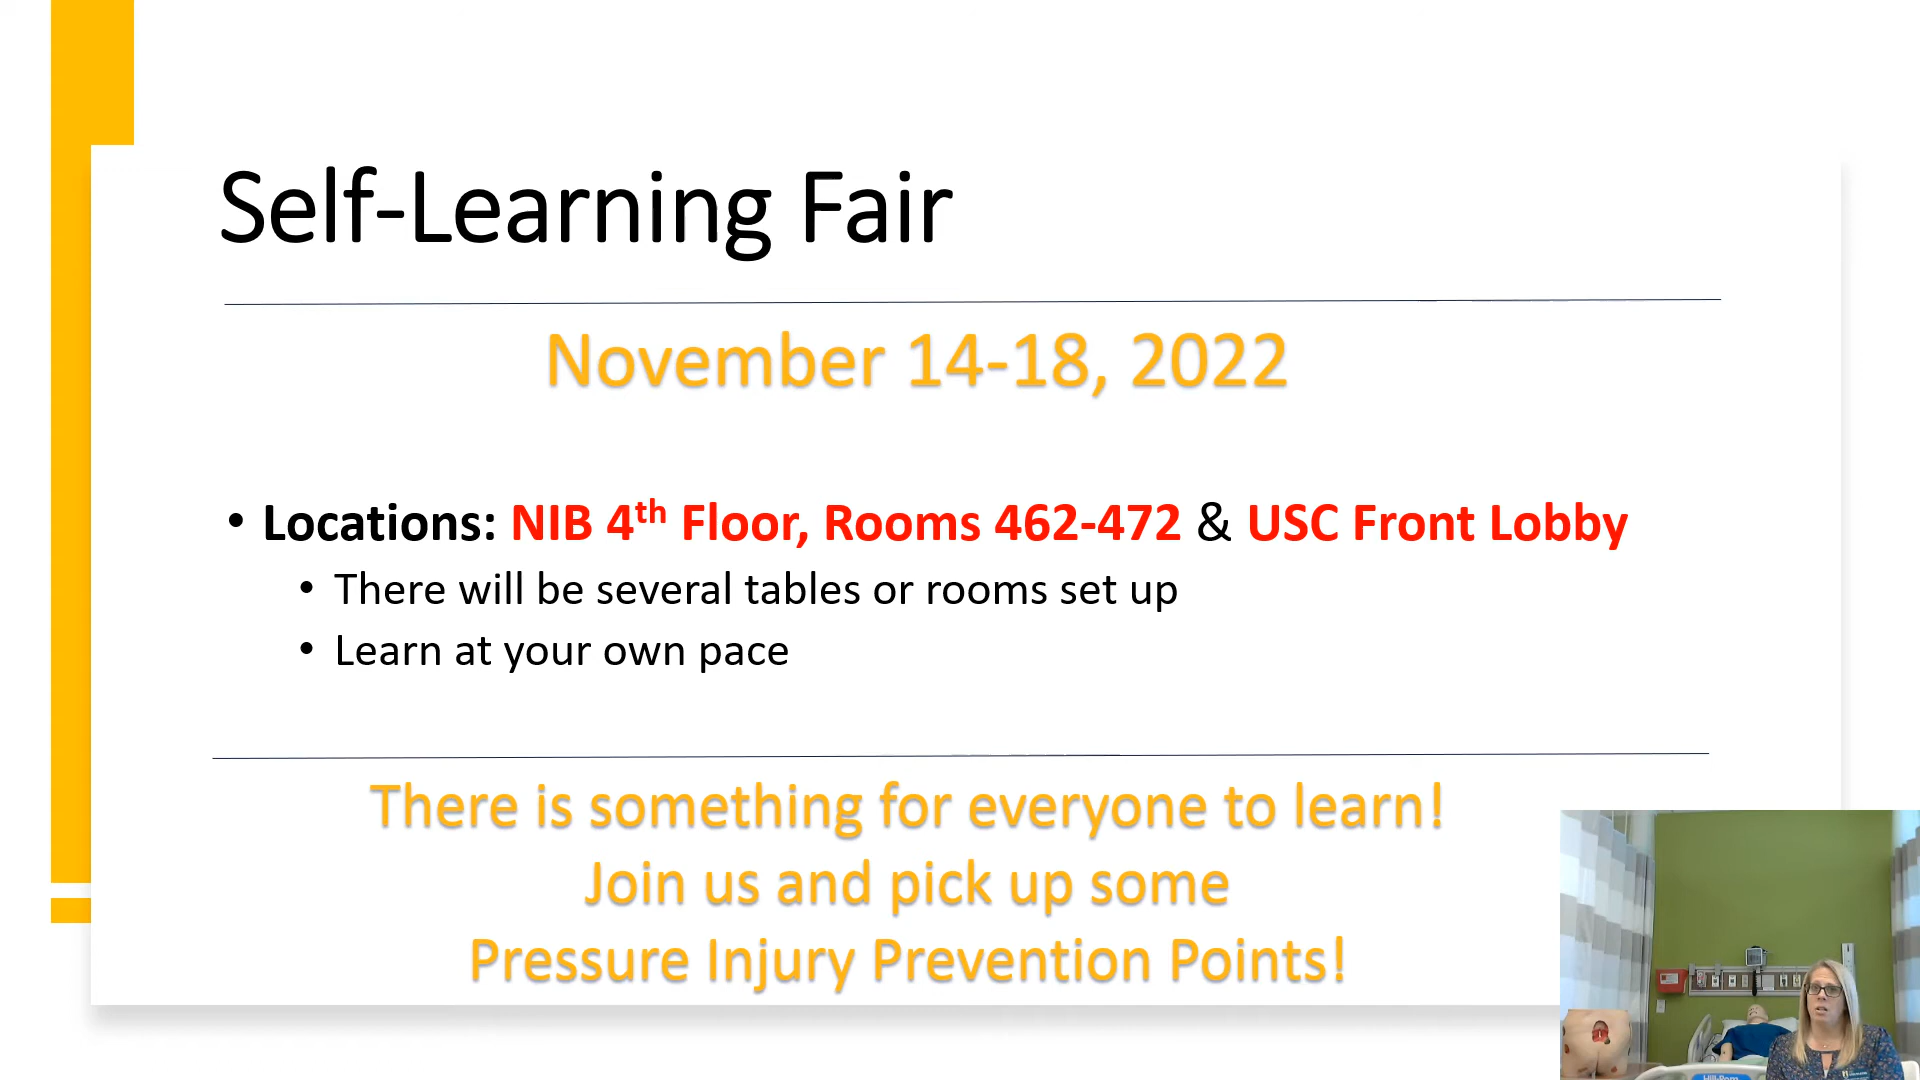 Self-Learning Fair
November 14-18, 2022
• Locations: NIB 4th Floor, Rooms 462-472 & USC Front Lobby
• There will be several tables or rooms set up
• Learn at your own pace
There is something for everyone to learn!
Join us and pick up some
Pressure Injury Prevention Points!
Hill-Rom